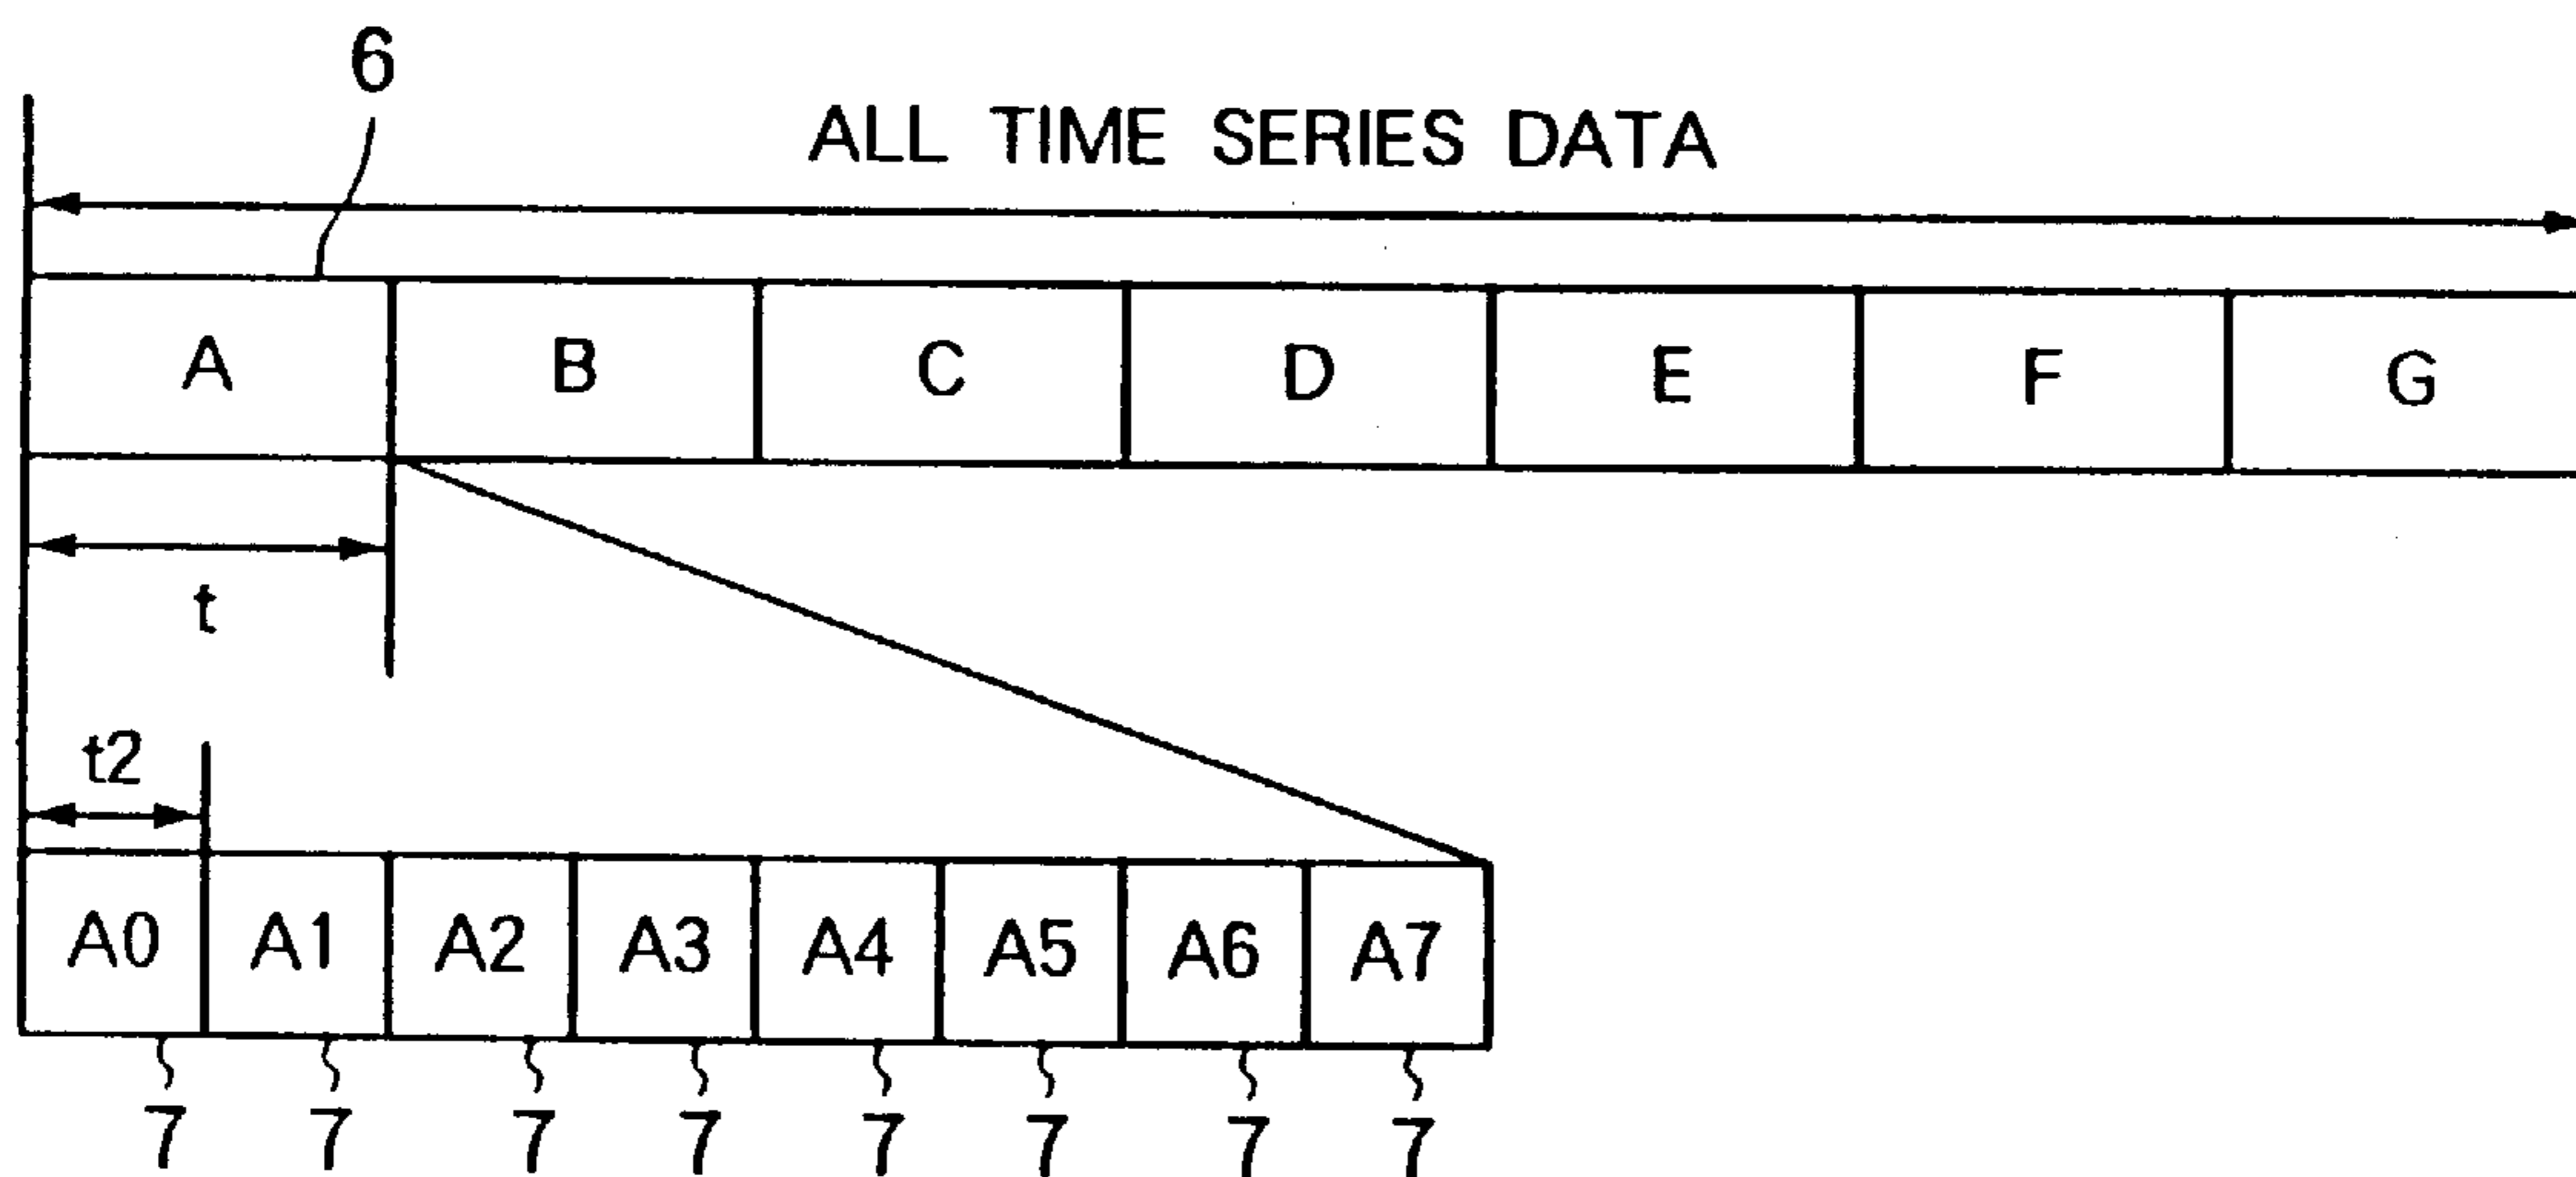 6
ALL TIME SERIES DATA
A B C D E F G
t
t2
A0 A1 A2 A3 A4 A5 A6 A7
7 7 7 7 7 7 7 7